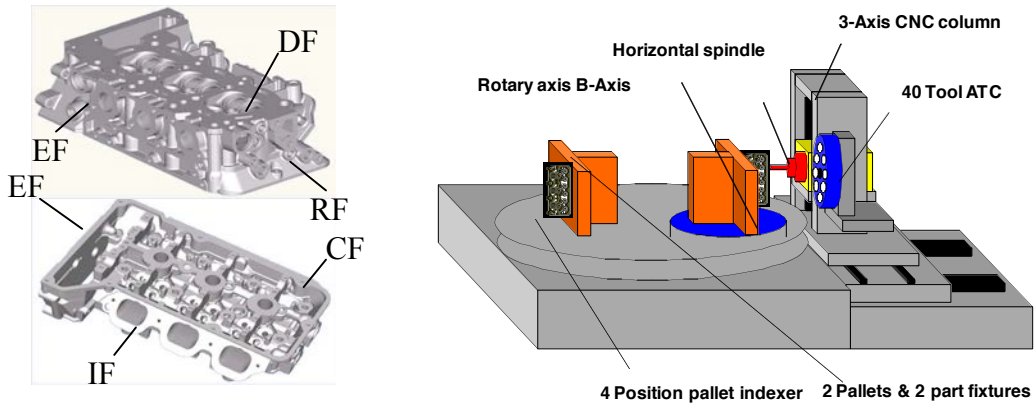 DF
EF
RF
EF
CF
IF
3-Axis CNC column
Horizontal spindle
Rotary axis B-Axis
40 Tool ATC
4 Position pallet indexer
2 Pallets & 2 part fixtures